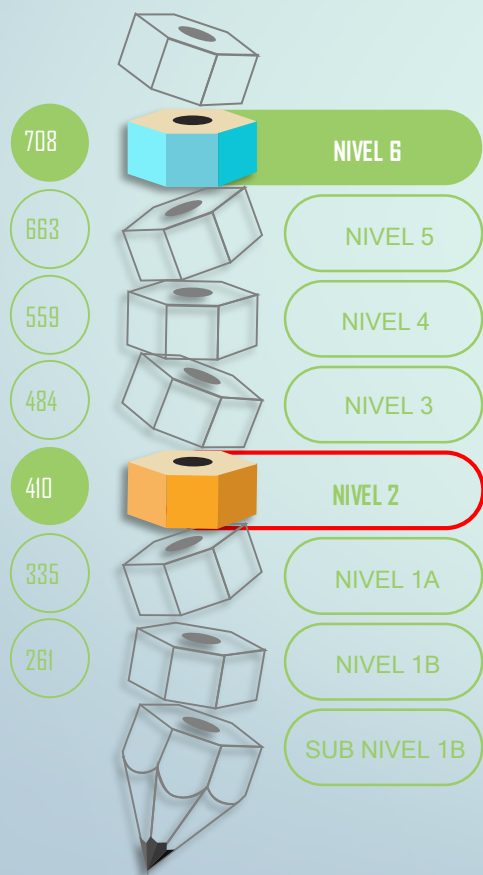 708
NIVEL 6
663
NIVEL 5
559
NIVEL 4
484
NIVEL 3
410
NIVEL 2
335
NIVEL 1A
261
NIVEL 1B
SUB NIVEL 1B